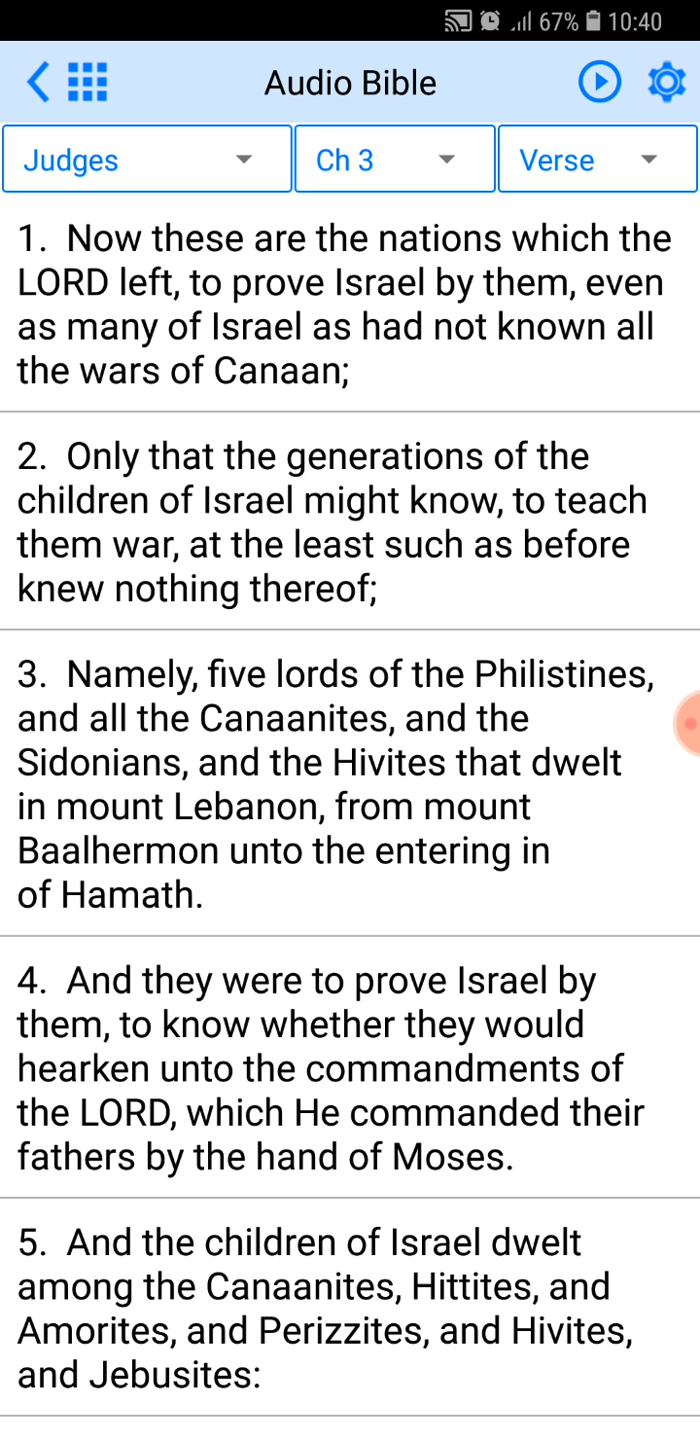 67% 10:40
Audio Bible
Judges Ch 3 Verse
1. Now these are the nations which the
LORD left, to prove Israel by them, even
as many of Israel as had not known all
the wars of Canaan;
2. Only that the generations of the
children of Israel might know, to teach
them war, at the least such as before
knew nothing thereof;
3. Namely, five lords of the Philistines,
and all the Canaanites, and the
Sidonians, and the Hivites that dwelt
in mount Lebanon, from mount
Baalhermon unto the entering in
of Hamath.
4. And they were to prove Israel by
them, to know whether they would
hearken unto the commandments of
the LORD, which He commanded their
fathers by the hand of Moses.
5. And the children of Israel dwelt
among the Canaanites, Hittites, and
Amorites, and Perizzites, and Hivites,
and Jebusites: